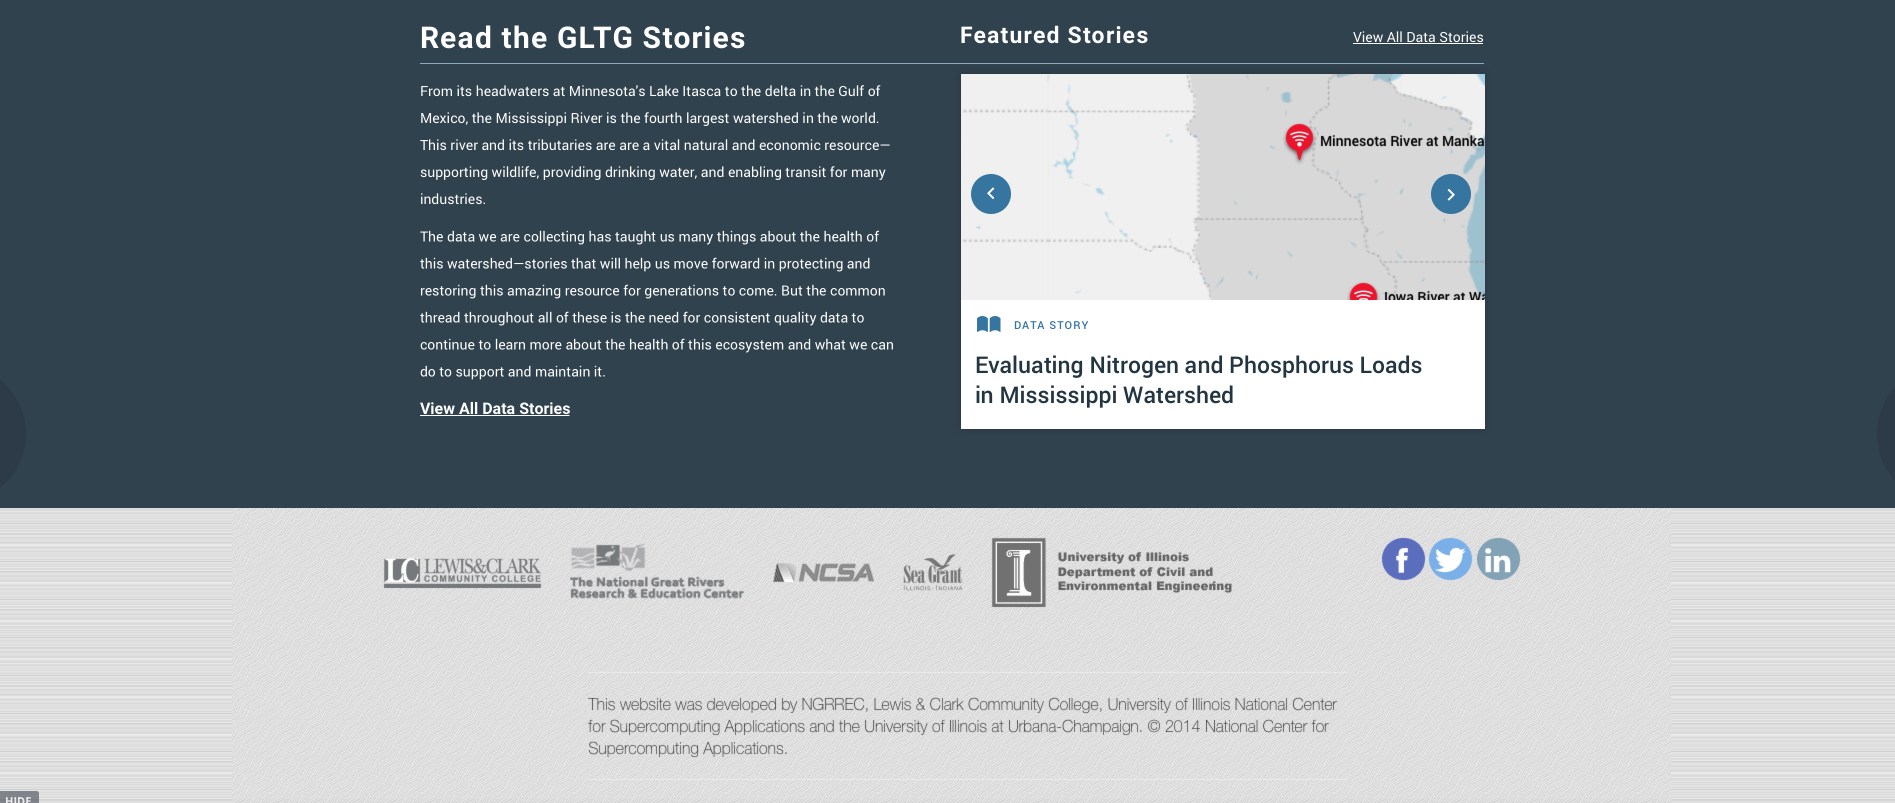 Read the GLTG Stories
From its headwaters at Minnesota's Lake Itasca to the delta in the Gulf of
Mexico, the Mississippi River is the fourth largest watershed in the world.
This river and its tributaries are are a vital natural and economic resource—
supporting wildlife, providing drinking water, and enabling transit for many
industries.
The data we are collecting has taught us many things about the health of
this watershed—stories that will help us move forward in protecting and
restoring this amazing resource for generations to come. But the common
thread throughout all of these is the need for consistent quality data to
continue to learn more about the health of this ecosystem and what we can
do to support and maintain it.
View All Data Stories
Featured Stories
View All Data Stories
Minnesota River at Manka
Iowa River at Wa
DATA STORY
Evaluating Nitrogen and Phosphorus Loads
in Mississippi Watershed
LC LEWIS&CLARK
COMMUNITY COLLEGE
The National Great Rivers
Research & Education Center
NCSA
Sea Grant
ILLINOIS-INDIANA
I
University of Illinois
Department of Civil and
Environmental Engineering
f
in
This website was developed by NGRREC, Lewis & Clark Community College, University of Illinois National Center
for Supercomputing Applications and the University of Illinois at Urbana-Champaign. © 2014 National Center for
Supercomputing Applications.
HIDE